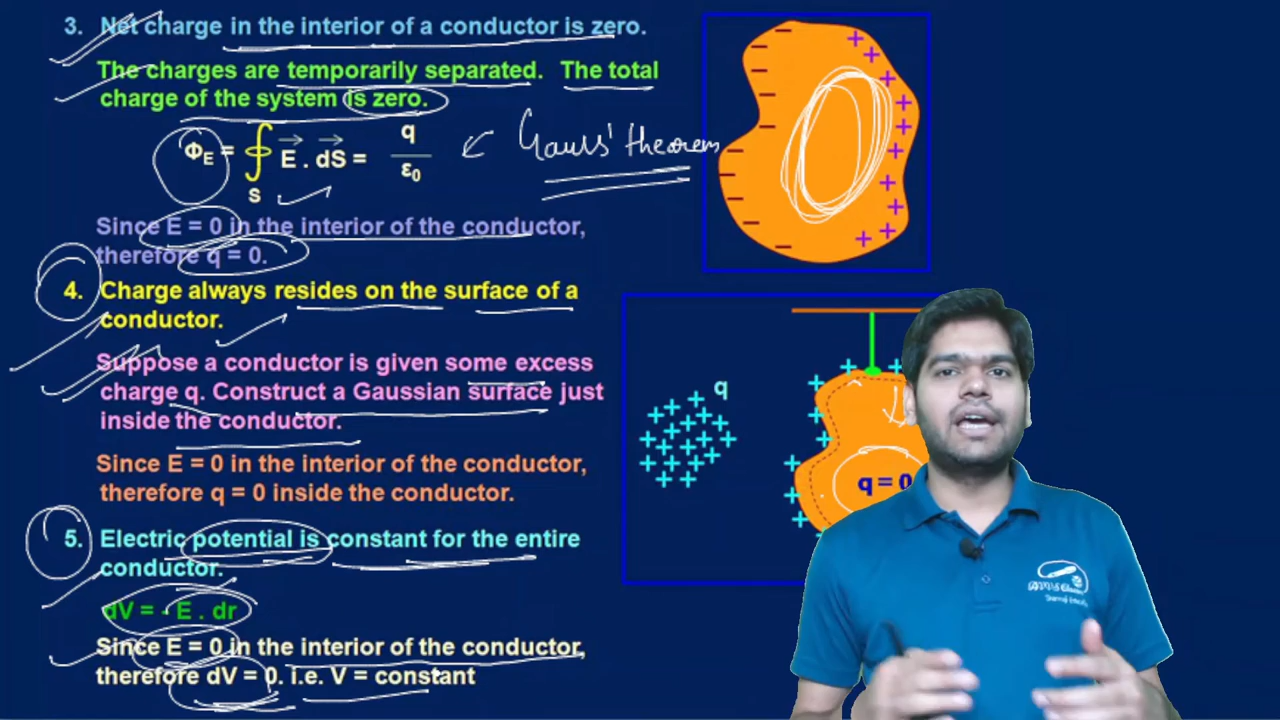 3. Net charge in the interior of a conductor is zero.
The charges are temporarily separated. The total
charge of the system is zero.
ΦE = ∮S E . dS = q / ε0
Gauss' theorem
Since E = 0 in the interior of the conductor,
therefore q = 0.
4. Charge always resides on the surface of a
conductor.
Suppose a conductor is given some excess
charge q. Construct a Gaussian surface just
inside the conductor.
Since E = 0 in the interior of the conductor,
therefore q = 0 inside the conductor.
5. Electric potential is constant for the entire
conductor.
dV = - E . dr
Since E = 0 in the interior of the conductor,
therefore dV = 0. i.e. V = constant
q
q = 0